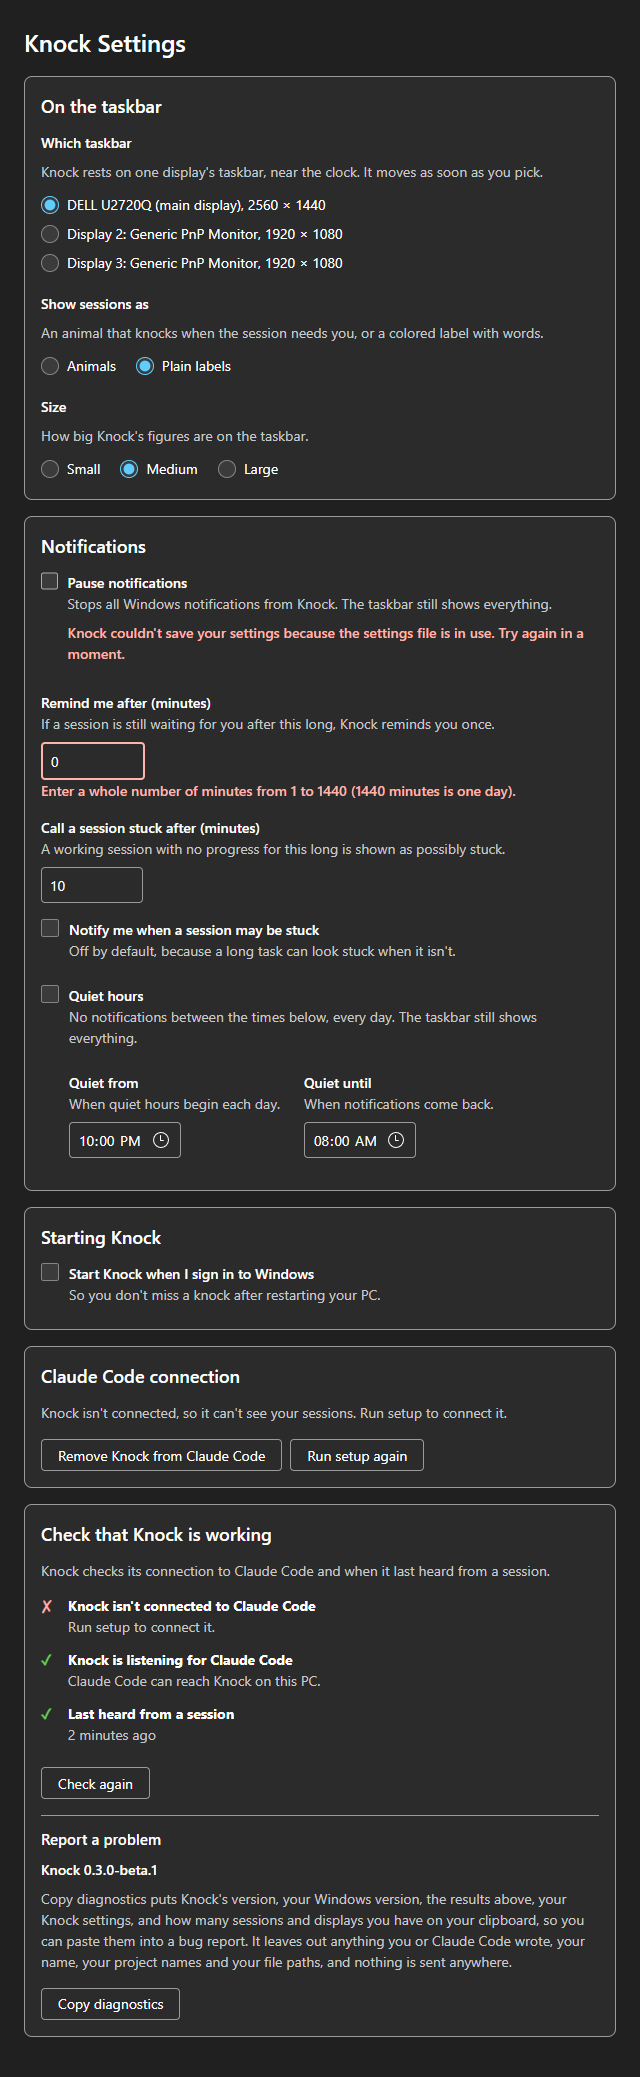 Knock Settings
On the taskbar
Which taskbar
Knock rests on one display's taskbar, near the clock. It moves as soon as you pick.
DELL U2720Q (main display), 2560 × 1440
Display 2: Generic PnP Monitor, 1920 × 1080
Display 3: Generic PnP Monitor, 1920 × 1080
Show sessions as
An animal that knocks when the session needs you, or a colored label with words.
Animals Plain labels
Size
How big Knock's figures are on the taskbar.
Small Medium Large
Notifications
Pause notifications
Stops all Windows notifications from Knock. The taskbar still shows everything.
Knock couldn't save your settings because the settings file is in use. Try again in a
moment.
Remind me after (minutes)
If a session is still waiting for you after this long, Knock reminds you once.
0
Enter a whole number of minutes from 1 to 1440 (1440 minutes is one day).
Call a session stuck after (minutes)
A working session with no progress for this long is shown as possibly stuck.
10
Notify me when a session may be stuck
Off by default, because a long task can look stuck when it isn't.
Quiet hours
No notifications between the times below, every day. The taskbar still shows
everything.
Quiet from Quiet until
When quiet hours begin each day. When notifications come back.
10:00 PM 08:00 AM
Starting Knock
Start Knock when I sign in to Windows
So you don't miss a knock after restarting your PC.
Claude Code connection
Knock isn't connected, so it can't see your sessions. Run setup to connect it.
Remove Knock from Claude Code Run setup again
Check that Knock is working
Knock checks its connection to Claude Code and when it last heard from a session.
✗ Knock isn't connected to Claude Code
Run setup to connect it.
✓ Knock is listening for Claude Code
Claude Code can reach Knock on this PC.
✓ Last heard from a session
2 minutes ago
Check again
Report a problem
Knock 0.3.0-beta.1
Copy diagnostics puts Knock's version, your Windows version, the results above, your
Knock settings, and how many sessions and displays you have on your clipboard, so you
can paste them into a bug report. It leaves out anything you or Claude Code wrote, your
name, your project names and your file paths, and nothing is sent anywhere.
Copy diagnostics